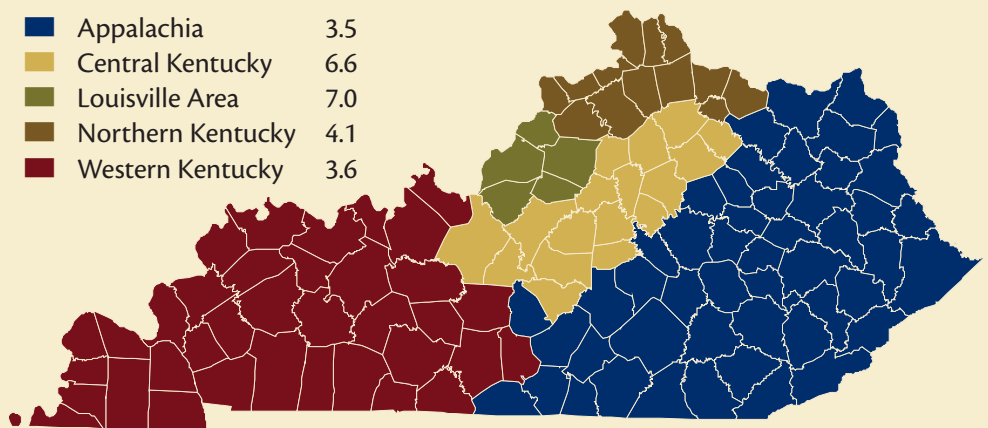 Appalachia 3.5
Central Kentucky 6.6
Louisville Area 7.0
Northern Kentucky 4.1
Western Kentucky 3.6